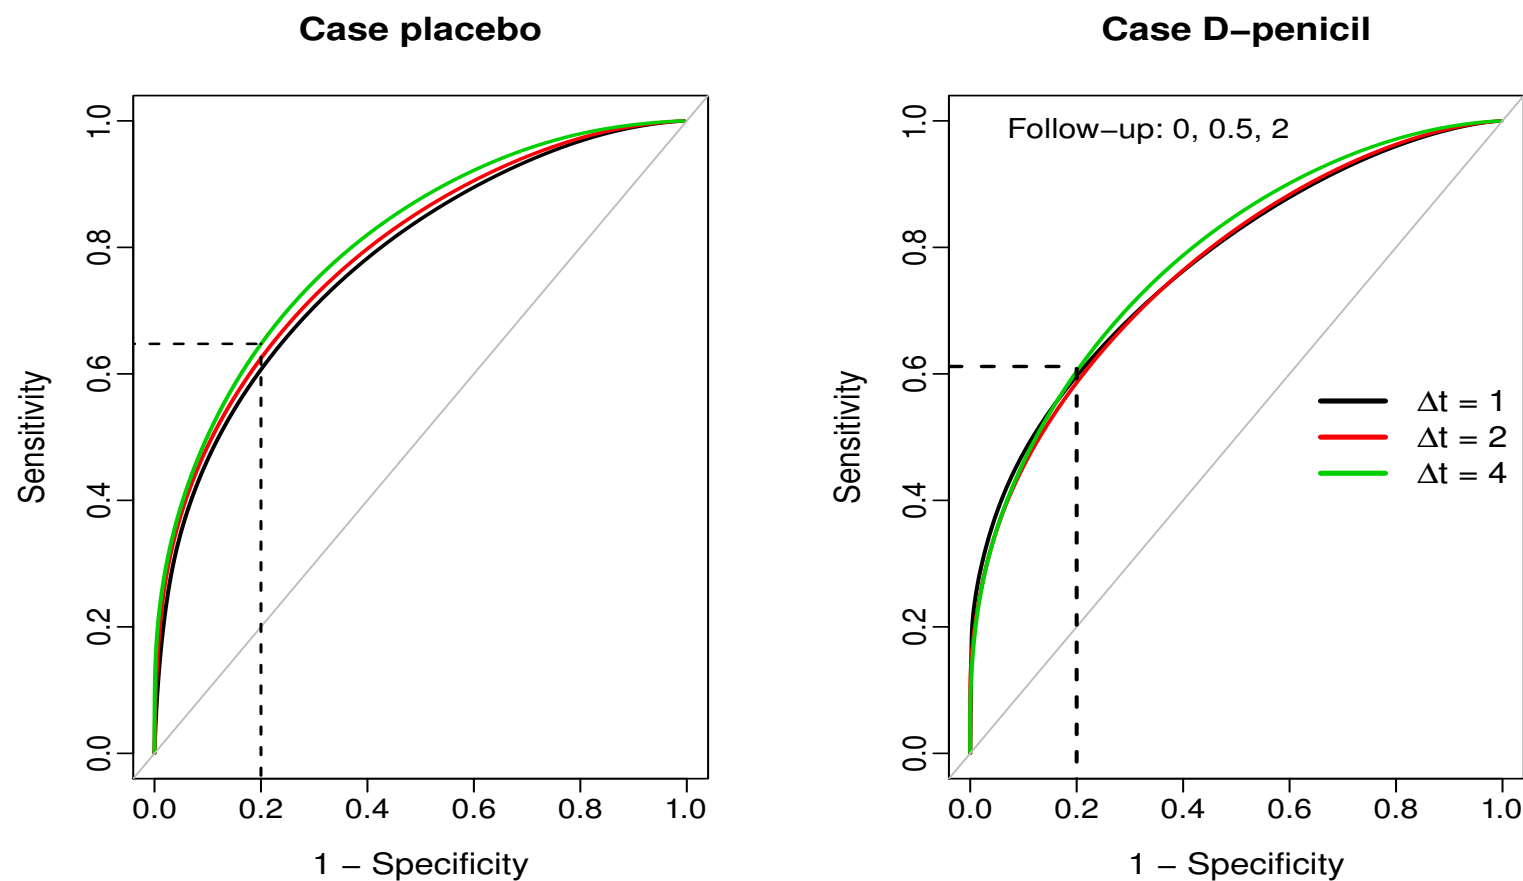 Case placebo
Sensitivity
1.0
0.8
0.6
0.4
0.2
0.0
0.0 0.2 0.4 0.6 0.8 1.0
1 − Specificity
Case D−penicil
Follow−up: 0, 0.5, 2
Sensitivity
1.0
0.8
0.6
0.4
0.2
0.0
Δt = 1
Δt = 2
Δt = 4
0.0 0.2 0.4 0.6 0.8 1.0
1 − Specificity